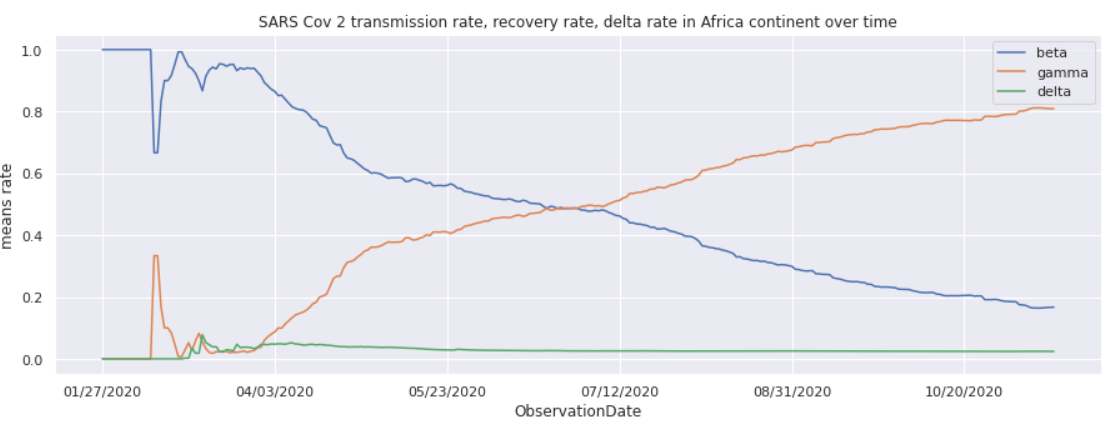 SARS Cov 2 transmission rate, recovery rate, delta rate in Africa continent over time
beta
gamma
delta
means rate
1.0
0.8
0.6
0.4
0.2
0.0
01/27/2020 04/03/2020 05/23/2020 07/12/2020 08/31/2020 10/20/2020
ObservationDate